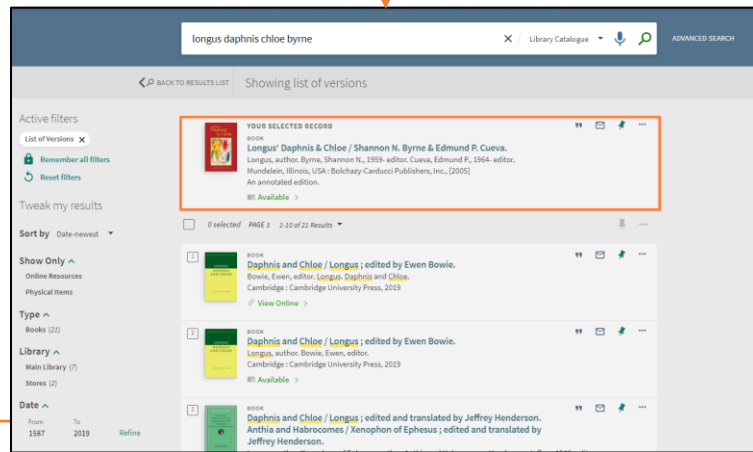 longus daphnis chloe byrne
Library Catalogue
ADVANCED SEARCH
BACK TO RESULTS LIST
Showing list of versions
Active filters
List of Versions
Remember all filters
Reset filters
Tweak my results
Sort by Date-newest
Show Only
Online Resources
Physical Items
Type
Books (21)
Library
Main Library (7)
Stores (2)
Date
From To
1587 2019 Refine
YOUR SELECTED RECORD
BOOK
Longus' Daphnis & Chloe / Shannon N. Byrne & Edmund P. Cueva.
Longus, author. Byrne, Shannon N., 1959- editor. Cueva, Edmund P., 1964- editor.
Mundelein, Illinois, USA : Bolchazy-Carducci Publishers, Inc., [2005]
An annotated edition.
Available >
0 selected PAGE 1 1-10 of 21 Results
1
BOOK
Daphnis and Chloe / Longus ; edited by Ewen Bowie.
Bowie, Ewen, editor. Longus. Daphnis and Chloe.
Cambridge : Cambridge University Press, 2019
View Online >
2
BOOK
Daphnis and Chloe / Longus ; edited by Ewen Bowie.
Longus, author. Bowie, Ewen, editor.
Cambridge : Cambridge University Press, 2019
Available >
3
BOOK
Daphnis and Chloe / Longus ; edited and translated by Jeffrey Henderson.
Anthia and Habrocomes / Xenophon of Ephesus ; edited and translated by
Jeffrey Henderson.